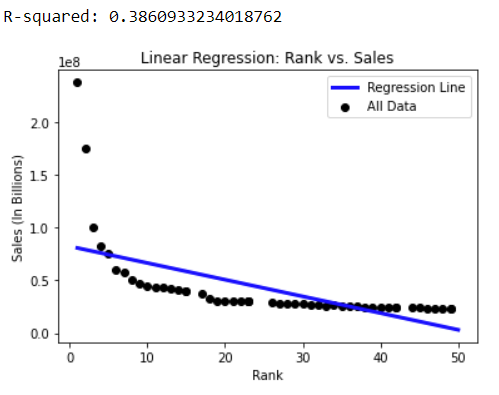 R-squared: 0.3860933234018762
Linear Regression: Rank vs. Sales
1e8
Regression Line
All Data
2.0
1.5
1.0
0.5
0.0
Sales (In Billions)
0 10 20 30 40 50
Rank